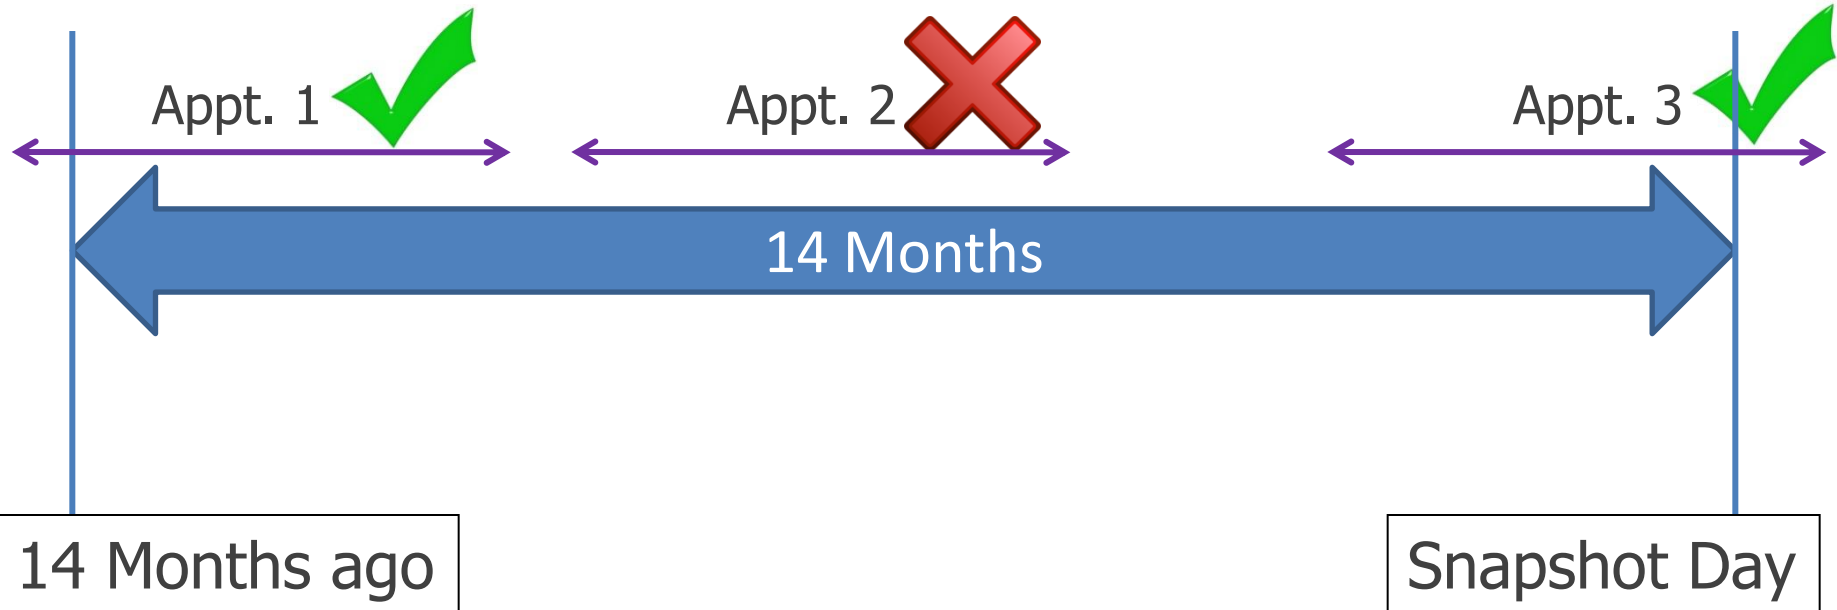 Appt. 1
Appt. 2
Appt. 3
14 Months
14 Months ago
Snapshot Day